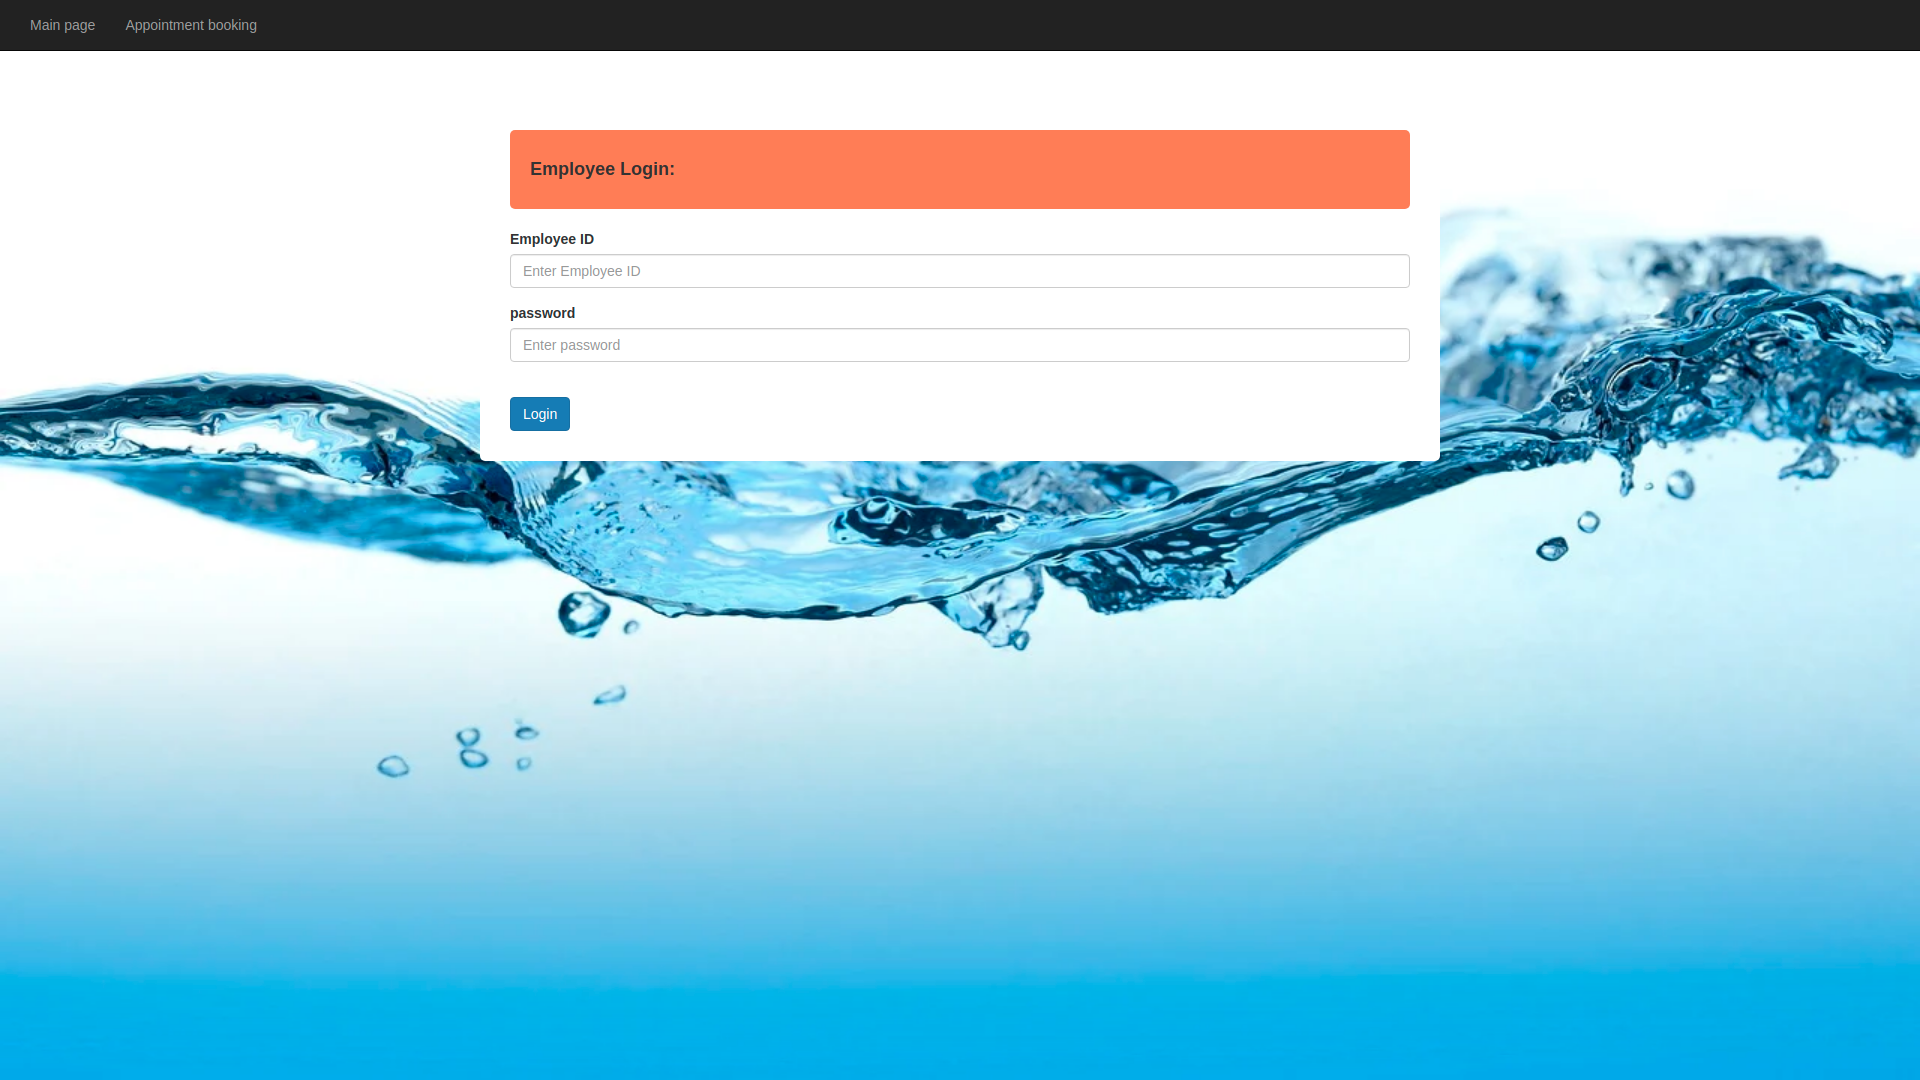 Main page Appointment booking
Employee Login:
Employee ID
Enter Employee ID
password
Enter password
Login